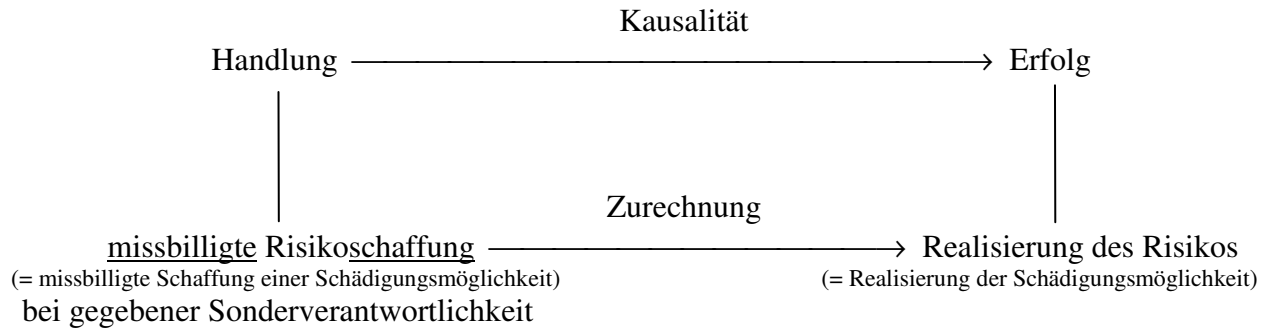 Kausalität
Handlung Erfolg
Zurechnung
missbilligte Risikoschaffung Realisierung des Risikos
(= missbilligte Schaffung einer Schädigungsmöglichkeit) (= Realisierung der Schädigungsmöglichkeit)
bei gegebener Sonderverantwortlichkeit